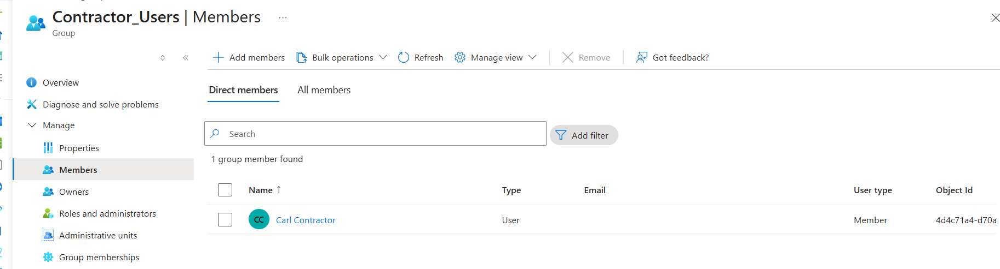 Contractor_Users | Members ...
Group
Add members Bulk operations Refresh Manage view Remove Got feedback?
Overview
Diagnose and solve problems
Manage
Properties
Members
Owners
Roles and administrators
Administrative units
Group memberships
Direct members All members
Search Add filter
1 group member found
Name ↑ Type Email User type Object Id
CC Carl Contractor User Member 4d4c71a4-d70a